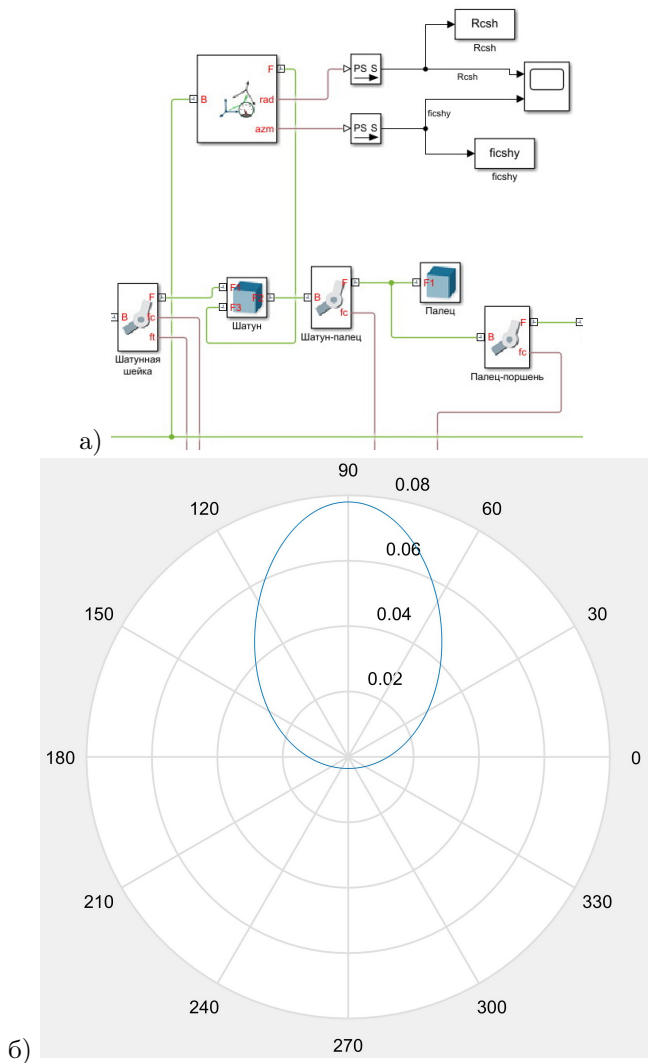 Rcsh
Rcsh
F
PS S
rad
Rcsh
B
azm
PS S
ficshy
ficshy
ficshy
F
B
fc
ft
Шатунная
шейка
F1
F2
F3
Шатун
B
F
fc
Шатун-палец
F1
Палец
B
F
fc
Палец-поршень
а)
90
0.08
120
60
0.06
150
0.04
30
0.02
180
0
210
330
240
300
270
б)